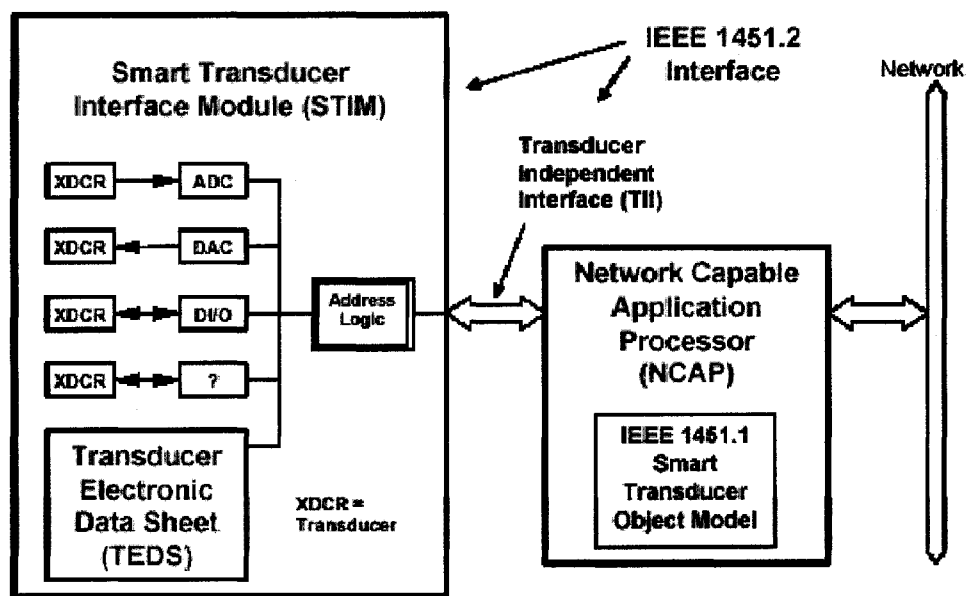 Smart Transducer
Interface Module (STIM)
IEEE 1451.2
Interface
Network
Transducer
Independent
Interface (TII)
XDCR
ADC
XDCR
DAC
XDCR
DI/O
XDCR
?
Address
Logic
Transducer
Electronic
Data Sheet
(TEDS)
XDCR =
Transducer
Network Capable
Application
Processor
(NCAP)
IEEE 1451.1
Smart
Transducer
Object Model